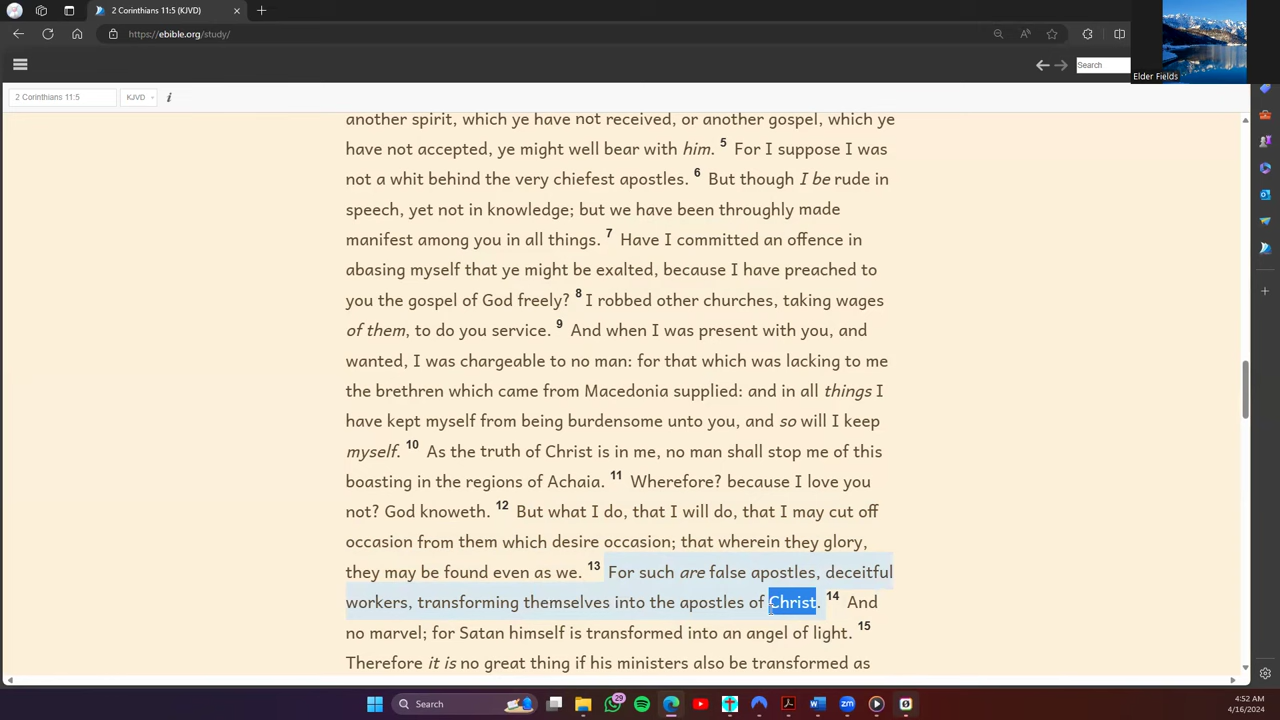 2 Corinthians 11:5 (KJVD)
https://ebible.org/study/
Search
Elder Fields
2 Corinthians 11:5 KJVD i
another spirit, which ye have not received, or another gospel, which ye
have not accepted, ye might well bear with him. 5 For I suppose I was
not a whit behind the very chiefest apostles. 6 But though I be rude in
speech, yet not in knowledge; but we have been throughly made
manifest among you in all things. 7 Have I committed an offence in
abasing myself that ye might be exalted, because I have preached to
you the gospel of God freely? 8 I robbed other churches, taking wages
of them, to do you service. 9 And when I was present with you, and
wanted, I was chargeable to no man: for that which was lacking to me
the brethren which came from Macedonia supplied: and in all things I
have kept myself from being burdensome unto you, and so will I keep
myself. 10 As the truth of Christ is in me, no man shall stop me of this
boasting in the regions of Achaia. 11 Wherefore? because I love you
not? God knoweth. 12 But what I do, that I will do, that I may cut off
occasion from them which desire occasion; that wherein they glory,
they may be found even as we. 13 For such are false apostles, deceitful
workers, transforming themselves into the apostles of Christ. 14 And
no marvel; for Satan himself is transformed into an angel of light. 15
Therefore it is no great thing if his ministers also be transformed as
Search
29
zm
4:52 AM
4/16/2024